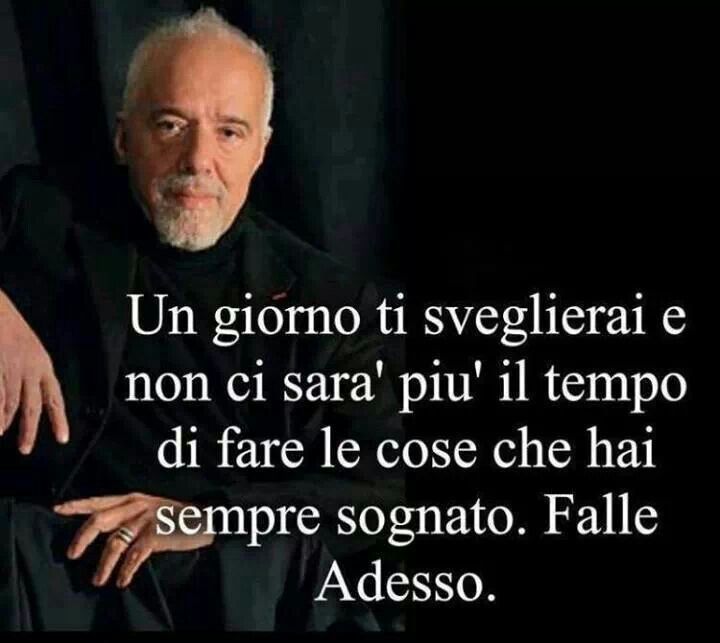 Un giorno ti sveglierai e
non ci sara' piu' il tempo
di fare le cose che hai
sempre sognato. Falle
Adesso.